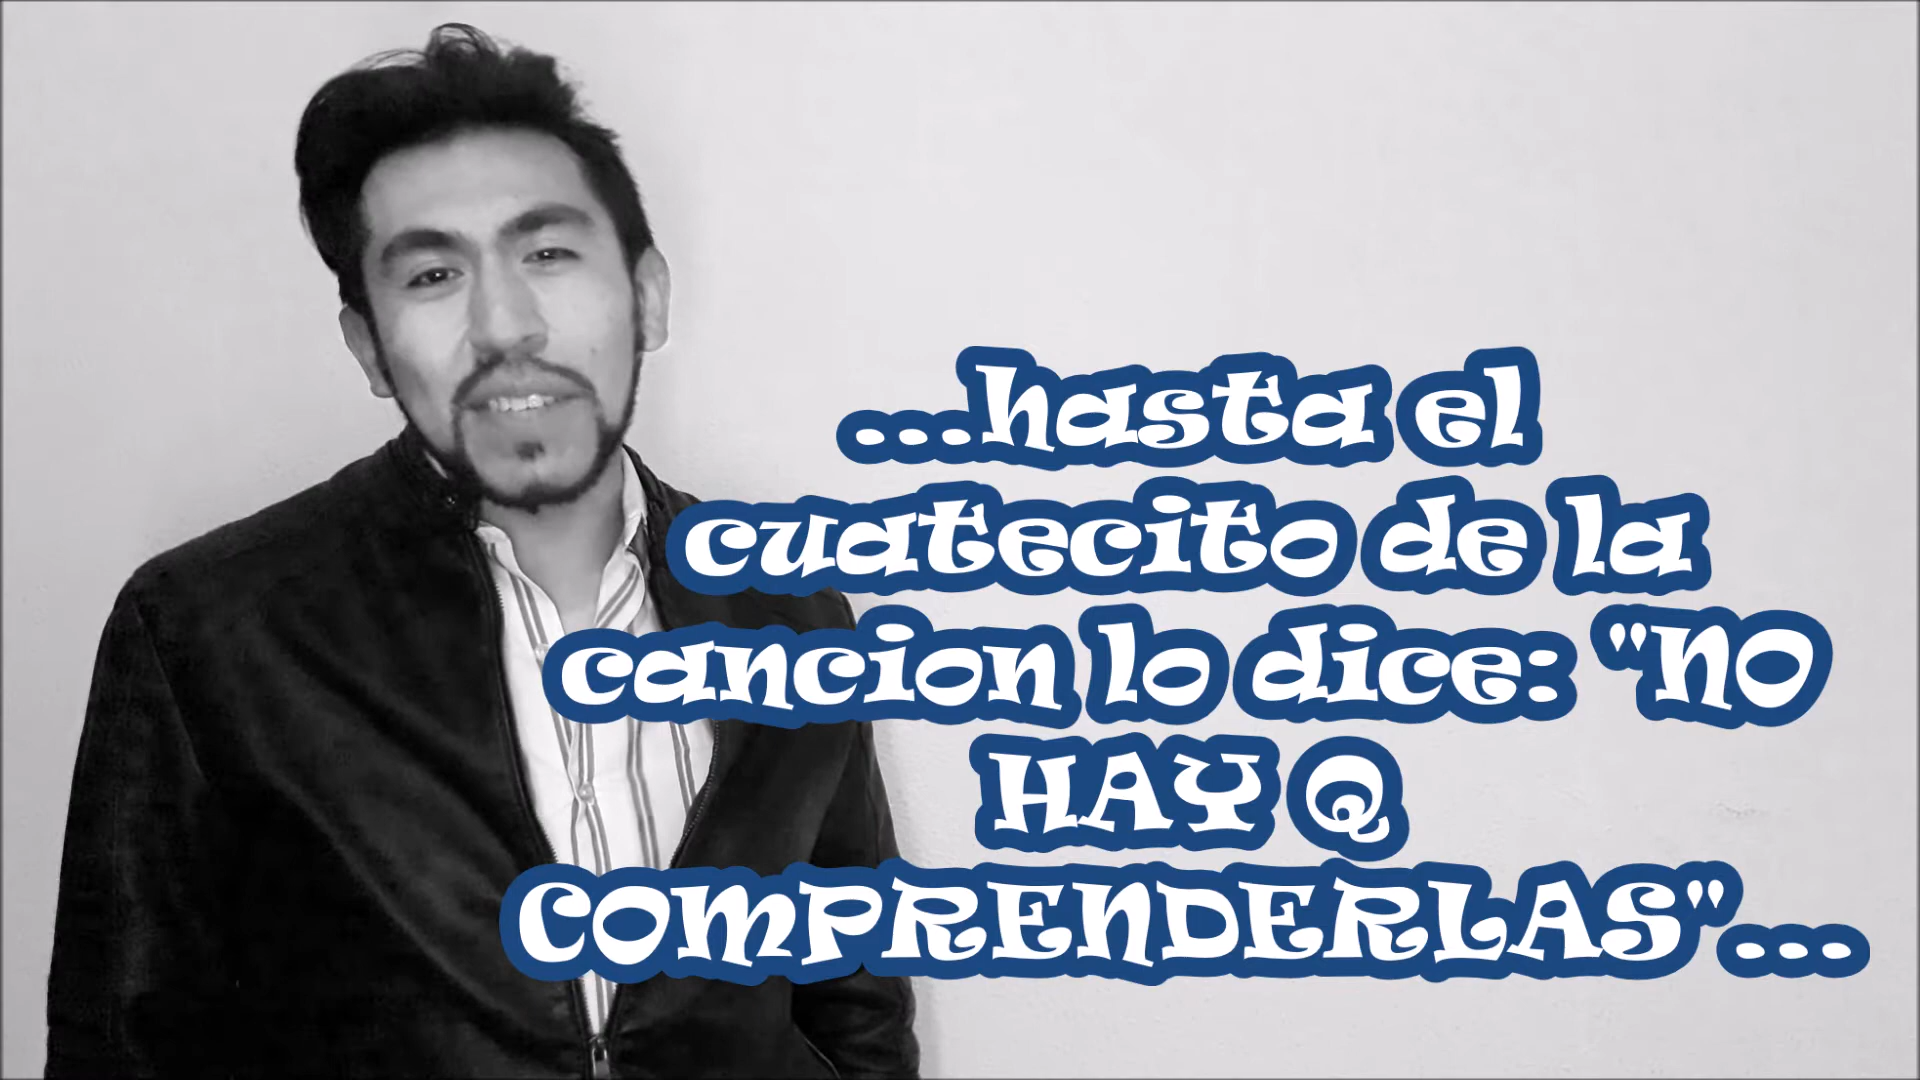 ...hasta el
cuatecito de la
cancion lo dice: "NO
HAY Q
COMPRENDERLAS"...